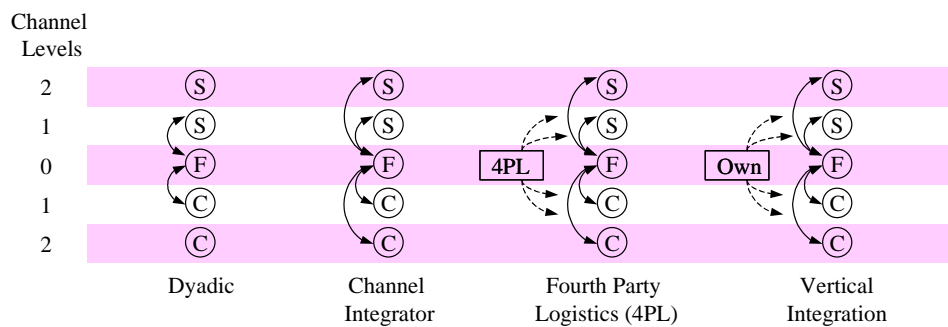 Channel
Levels
2 S S S S
1 S S S S
0 F F 4PL F Own F
1 C C C C
2 C C C C
Dyadic Channel Fourth Party Vertical
Integrator Logistics (4PL) Integration